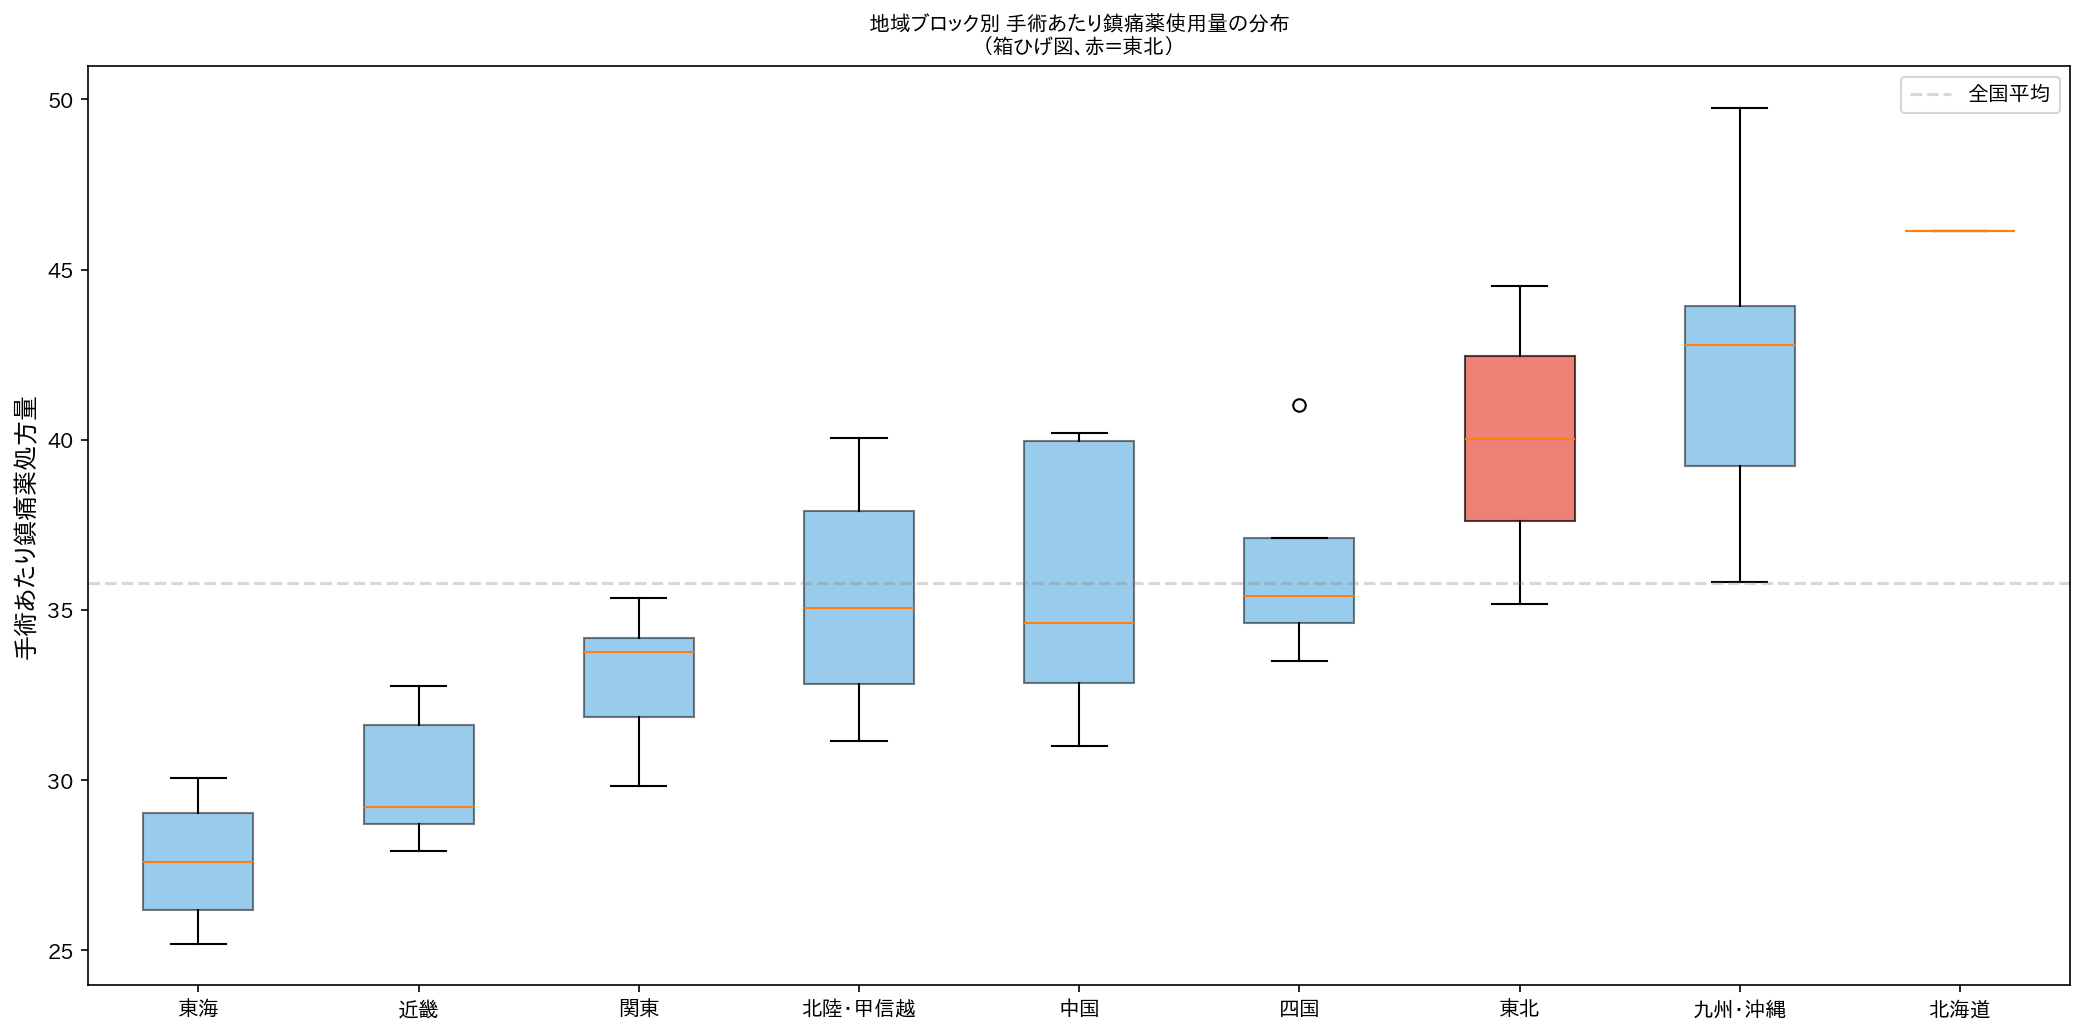 地域ブロック別 手術あたり鎮痛薬使用量の分布
（箱ひげ図、赤＝東北）
全国平均
手術あたり鎮痛薬処方量
50
45
40
35
30
25
東海
近畿
関東
北陸・甲信越
中国
四国
東北
九州・沖縄
北海道